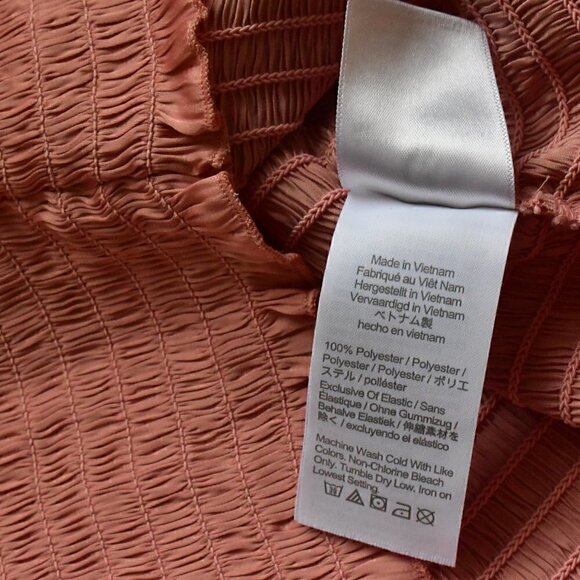 Made in Vietnam
Fabriqué au Viêt Nam
Hergestellt in Vietnam
Vervaardigd in Vietnam
ベトナム製
hecho en vietnam
100% Polyester / Polyester /
Polyester / Polyester / ポリエ
ステル / poliéster
Exclusive Of Elastic / Sans
Élastique / Ohne Gummizug /
Behalve Elastiek / 伸縮素材を
除く / excluyendo el elástico
Machine Wash Cold With Like
Colors. Non-Chlorine Bleach
Only. Tumble Dry Low. Iron on
Lowest Setting